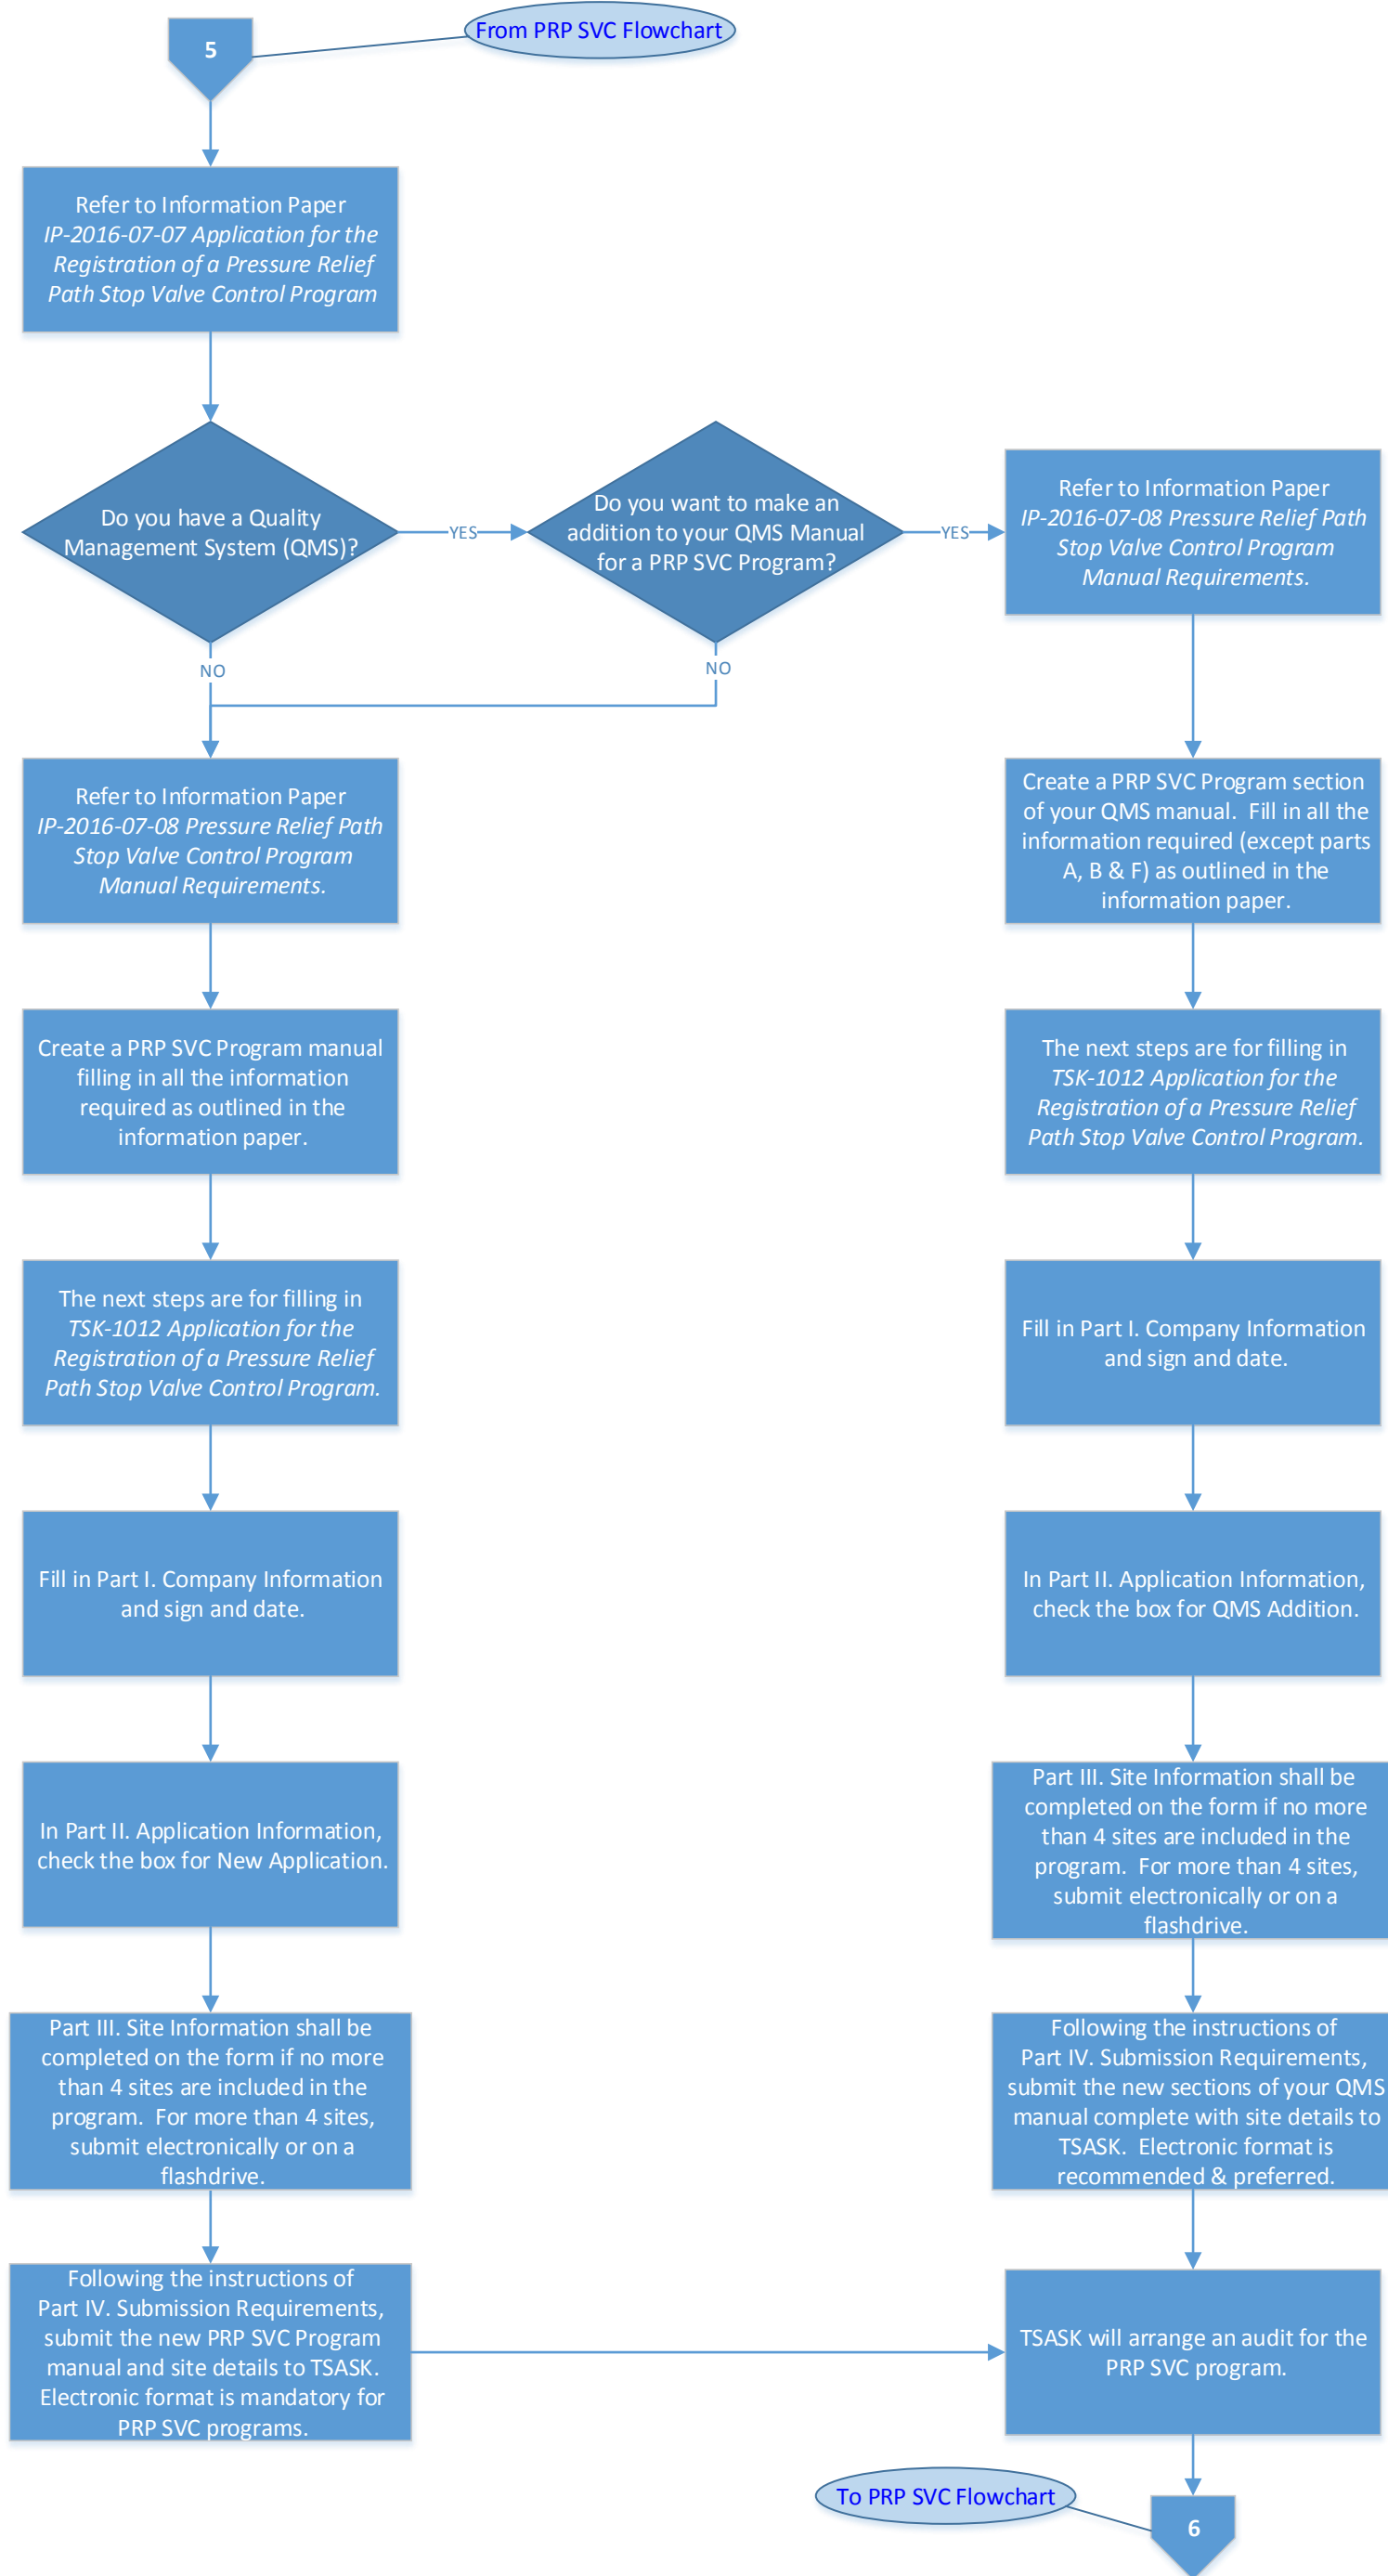 5
From PRP SVC Flowchart
Refer to Information Paper
IP-2016-07-07 Application for the
Registration of a Pressure Relief
Path Stop Valve Control Program
Do you have a Quality
Management System (QMS)?
YES
NO
Do you want to make an
addition to your QMS Manual
for a PRP SVC Program?
YES
NO
Refer to Information Paper
IP-2016-07-08 Pressure Relief Path
Stop Valve Control Program
Manual Requirements.
Create a PRP SVC Program manual
filling in all the information
required as outlined in the
information paper.
The next steps are for filling in
TSK-1012 Application for the
Registration of a Pressure Relief
Path Stop Valve Control Program.
Fill in Part I. Company Information
and sign and date.
In Part II. Application Information,
check the box for New Application.
Part III. Site Information shall be
completed on the form if no more
than 4 sites are included in the
program.  For more than 4 sites,
submit electronically or on a
flashdrive.
Following the instructions of
Part IV. Submission Requirements,
submit the new PRP SVC Program
manual and site details to TSASK.
Electronic format is mandatory for
PRP SVC programs.
Refer to Information Paper
IP-2016-07-08 Pressure Relief Path
Stop Valve Control Program
Manual Requirements.
Create a PRP SVC Program section
of your QMS manual.  Fill in all the
information required (except parts
A, B & F) as outlined in the
information paper.
The next steps are for filling in
TSK-1012 Application for the
Registration of a Pressure Relief
Path Stop Valve Control Program.
Fill in Part I. Company Information
and sign and date.
In Part II. Application Information,
check the box for QMS Addition.
Part III. Site Information shall be
completed on the form if no more
than 4 sites are included in the
program.  For more than 4 sites,
submit electronically or on a
flashdrive.
Following the instructions of
Part IV. Submission Requirements,
submit the new sections of your QMS
manual complete with site details to
TSASK.  Electronic format is
recommended & preferred.
TSASK will arrange an audit for the
PRP SVC program.
To PRP SVC Flowchart
6